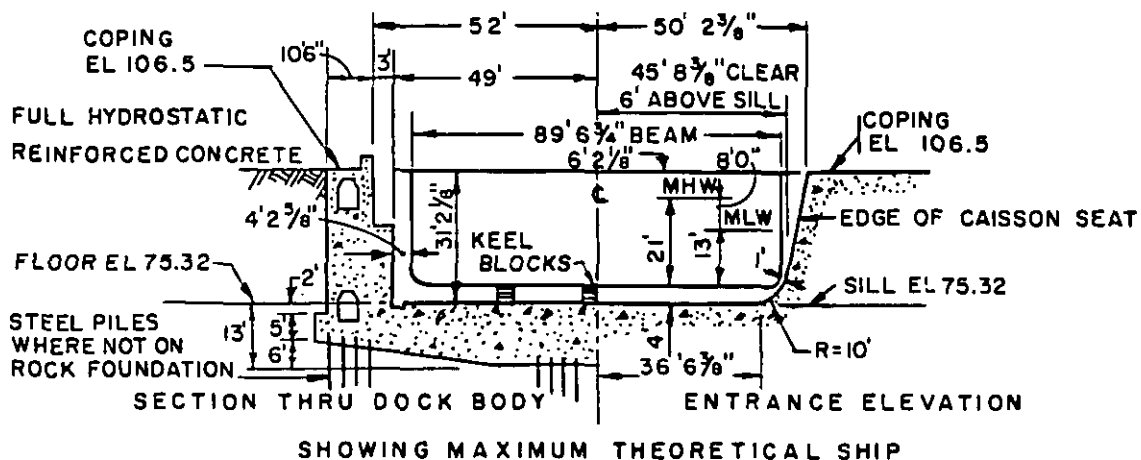 52'
50' 2 3/8"
COPING
EL 106.5
10'6"
3'
49'
45' 8 3/8" CLEAR
6' ABOVE SILL
FULL HYDROSTATIC
REINFORCED CONCRETE
89' 6 3/4" BEAM
6' 2 1/8"
8'0"
COPING
EL 106.5
MHW
C
L
MLW
4' 2 5/8"
31' 2 1/8"
KEEL
BLOCKS
21'
13'
1'
EDGE OF CAISSON SEAT
FLOOR EL 75.32
2'
SILL EL 75.32
STEEL PILES
WHERE NOT ON
ROCK FOUNDATION
13'
5'
6'
4
36' 6 3/8"
R=10'
SECTION THRU DOCK BODY
ENTRANCE ELEVATION
SHOWING MAXIMUM THEORETICAL SHIP